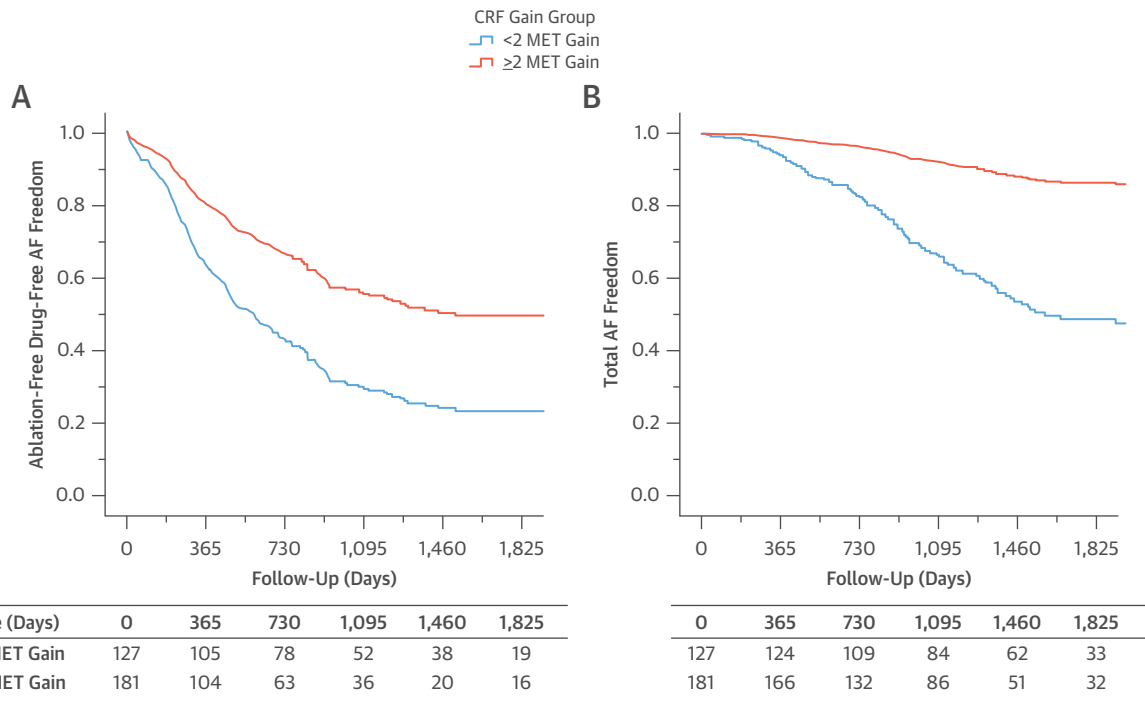 CRF Gain Group
<2 MET Gain
≥2 MET Gain
A
Ablation-Free Drug-Free AF Freedom
1.0
0.8
0.6
0.4
0.2
0.0
0 365 730 1,095 1,460 1,825
Follow-Up (Days)
B
Total AF Freedom
1.0
0.8
0.6
0.4
0.2
0.0
0 365 730 1,095 1,460 1,825
Follow-Up (Days)
(Days) 0 365 730 1,095 1,460 1,825
MET Gain 127 105 78 52 38 19
MET Gain 181 104 63 36 20 16
0 365 730 1,095 1,460 1,825
127 124 109 84 62 33
181 166 132 86 51 32